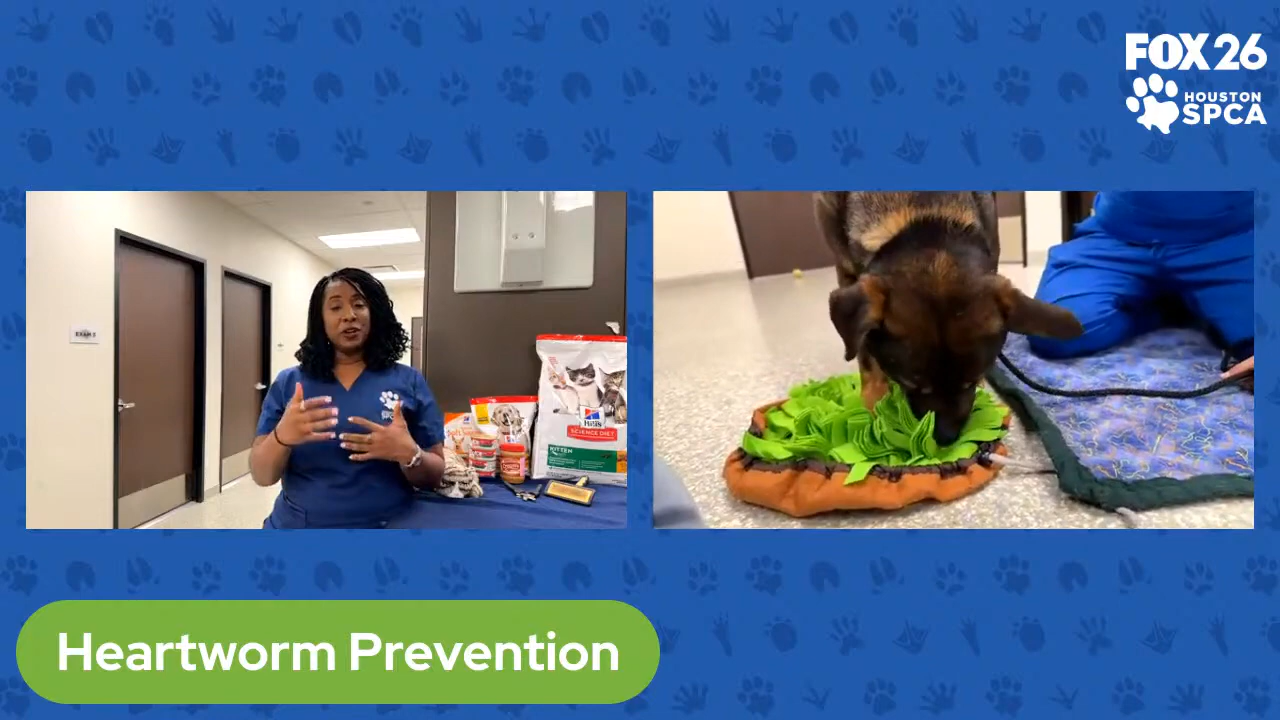 FOX 26
HOUSTON
SPCA
EXAM 2
Hill's
SCIENCE DIET
KITTEN
Heartworm Prevention